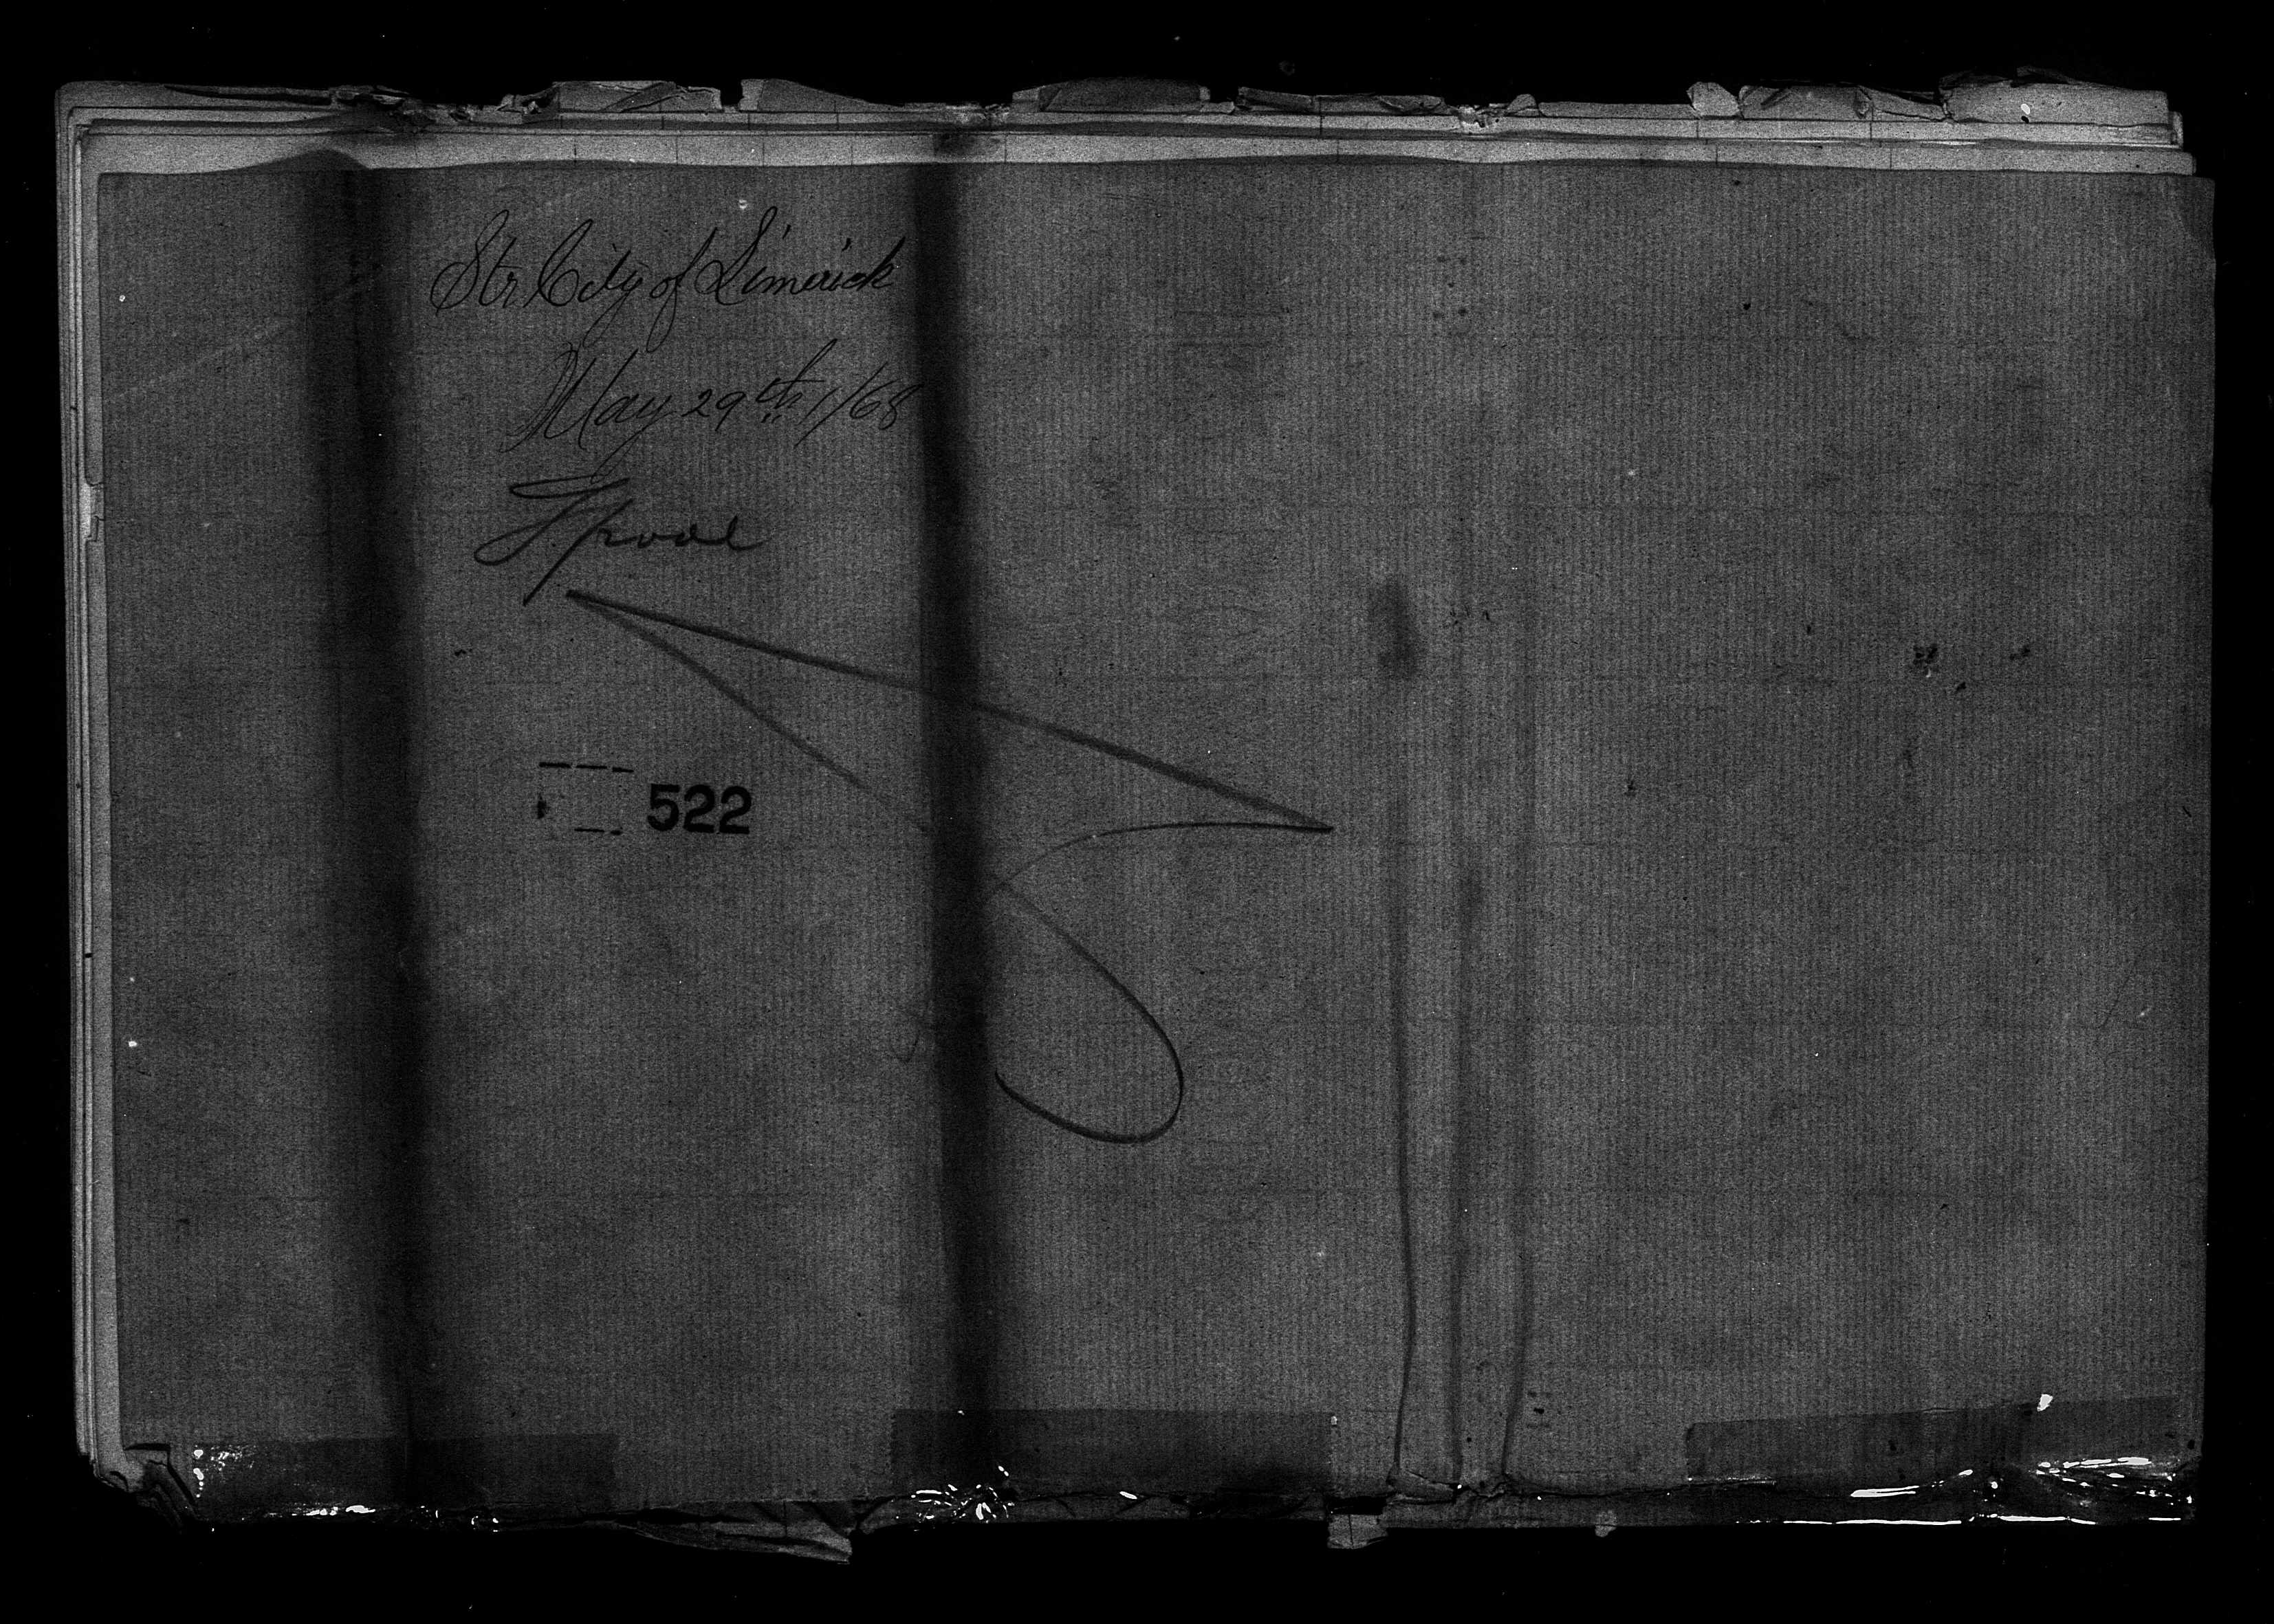 Str City of Limerick
May 29th 1/68
L.pool
522